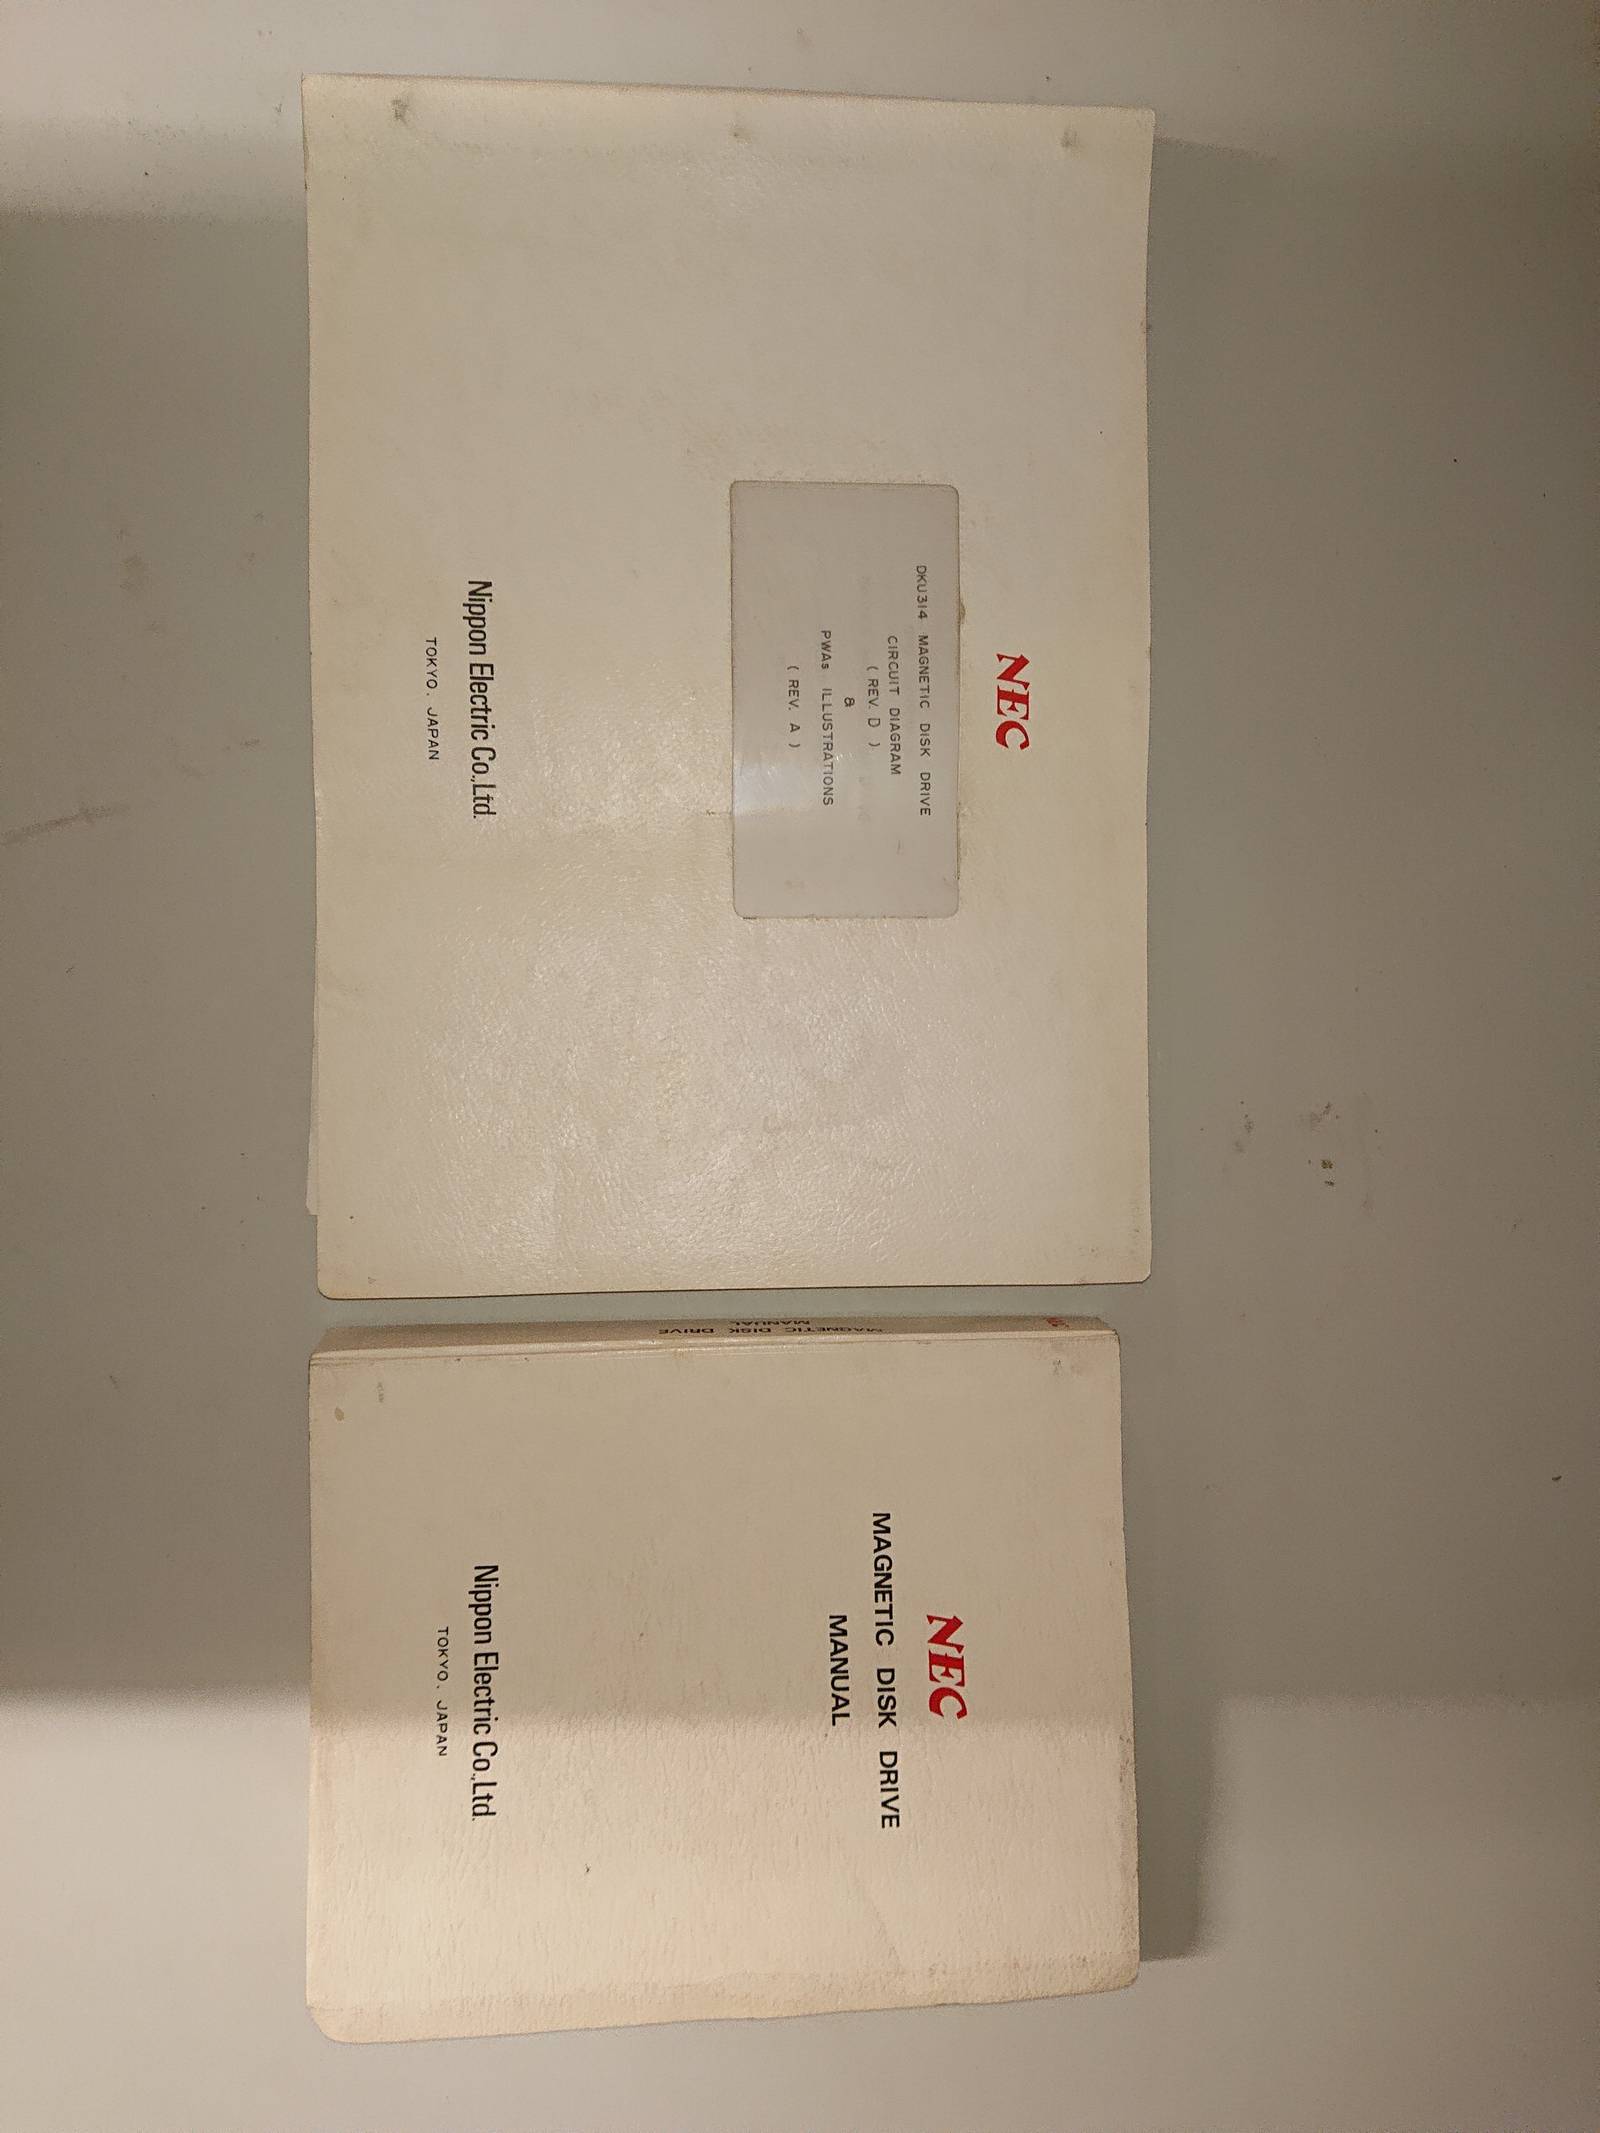 NEC
DKU314 MAGNETIC DISK DRIVE
CIRCUIT DIAGRAM
( REV. D )
&
PWAs ILLUSTRATIONS
( REV. A )
Nippon Electric Co.,Ltd.
TOKYO. JAPAN
NEC
MAGNETIC DISK DRIVE
MANUAL
NEC
MAGNETIC DISK DRIVE
MANUAL
Nippon Electric Co.,Ltd.
TOKYO. JAPAN